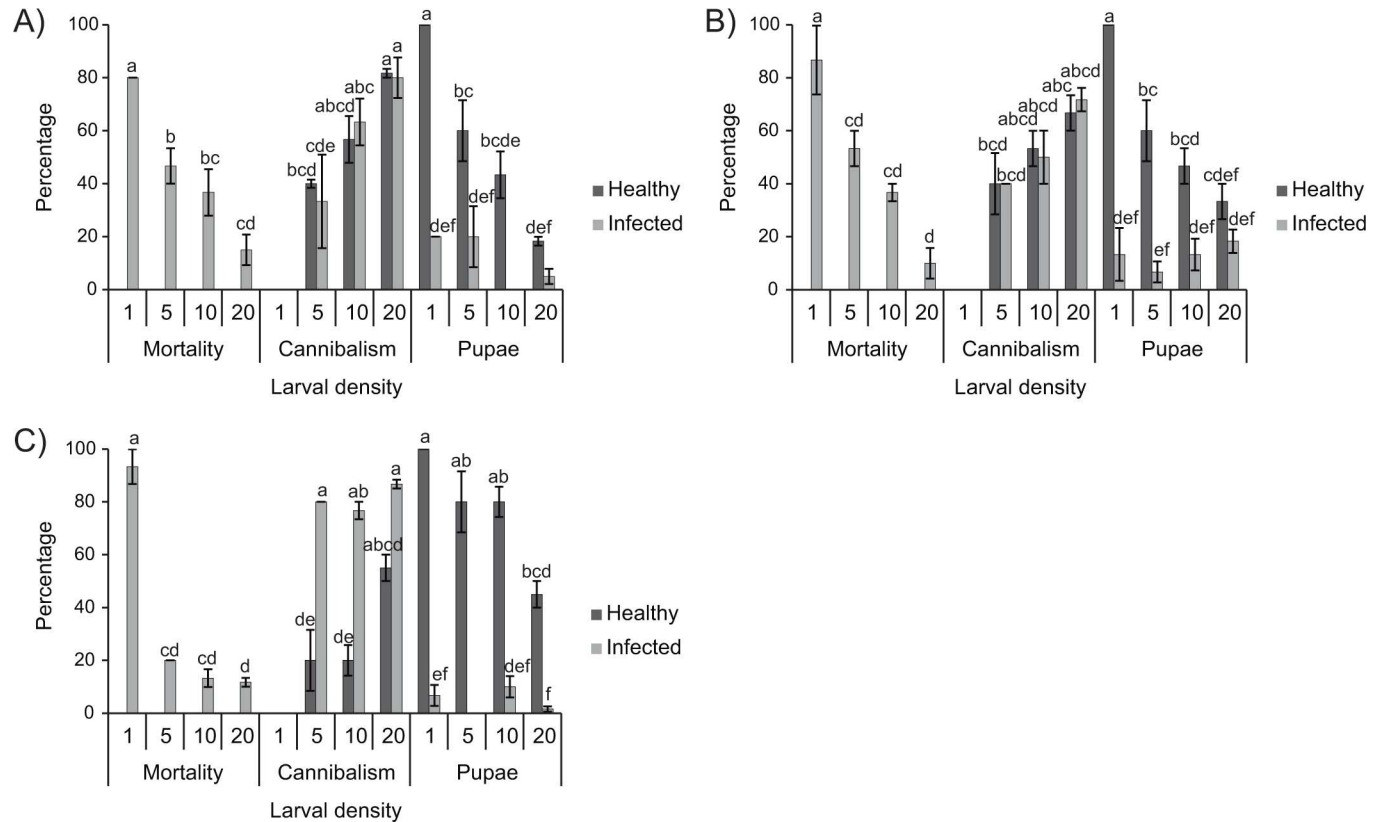 A)
a
a
a
a
100
80
60
40
20
0
Percentage
b
bc
cd
bcd
cde
abcd
abc
bc
bcde
def
def
Healthy
Infected
1 5 10 20 1 5 10 20 1 5 10 20
Mortality Cannibalism Pupae
Larval density
B)
a
a
100
80
60
40
20
0
Percentage
cd
cd
d
bcd
bcd
abcd
abcd
abc
abcd
bc
bcd
cdef
def
ef
def
def
Healthy
Infected
1 5 10 20 1 5 10 20 1 5 10 20
Mortality Cannibalism Pupae
Larval density
C)
a
a
100
80
60
40
20
0
Percentage
cd
cd
d
de
a
de
ab
abcd
a
ab
ab
bcd
ef
def
f
Healthy
Infected
1 5 10 20 1 5 10 20 1 5 10 20
Mortality Cannibalism Pupae
Larval density